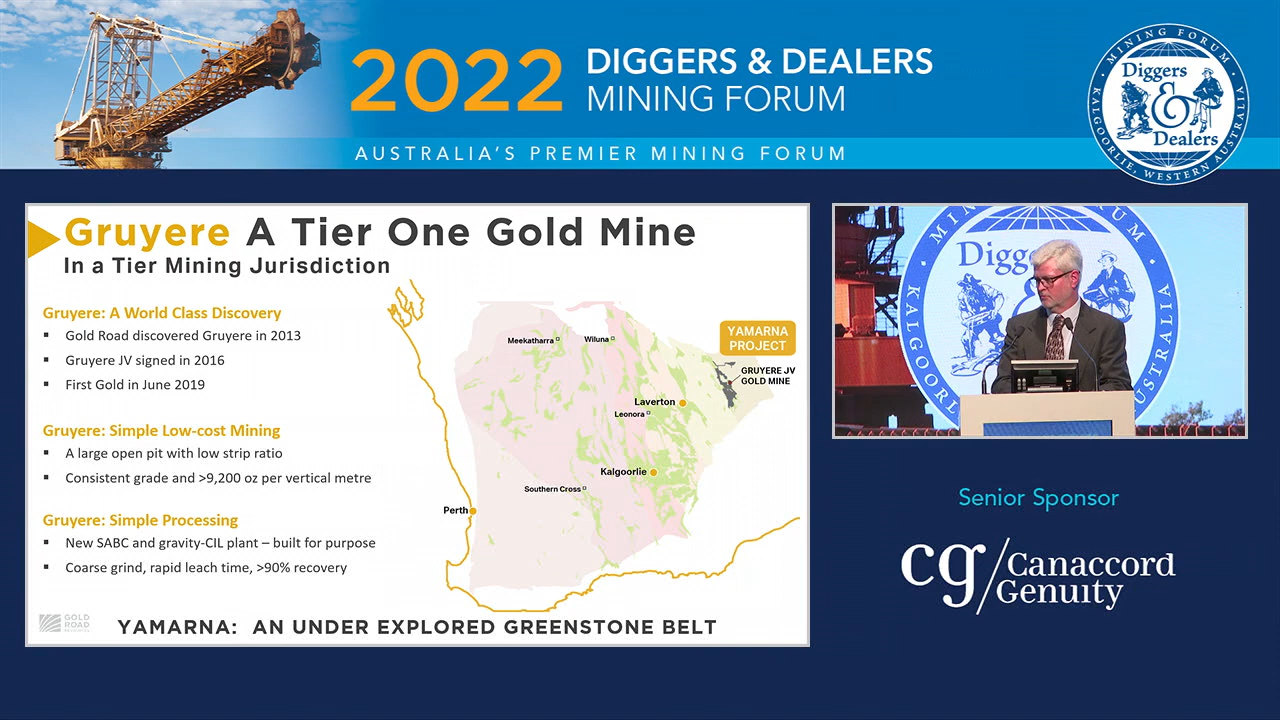 2022
DIGGERS & DEALERS
MINING FORUM
AUSTRALIA'S PREMIER MINING FORUM
MINING FORUM
Diggers
&
Dealers
KALGOORLIE, WESTERN AUSTRALIA
Gruyere A Tier One Gold Mine
In a Tier Mining Jurisdiction
Gruyere: A World Class Discovery
▪ Gold Road discovered Gruyere in 2013
▪ Gruyere JV signed in 2016
▪ First Gold in June 2019
Gruyere: Simple Low-cost Mining
▪ A large open pit with low strip ratio
▪ Consistent grade and >9,200 oz per vertical metre
Gruyere: Simple Processing
▪ New SABC and gravity-CIL plant – built for purpose
▪ Coarse grind, rapid leach time, >90% recovery
Meekatharra
Wiluna
YAMARNA
PROJECT
GRUYERE JV
GOLD MINE
Laverton
Leonora
Kalgoorlie
Southern Cross
Perth
GOLD
ROAD
YAMARNA: AN UNDER EXPLORED GREENSTONE BELT
Senior Sponsor
cg/Canaccord
Genuity